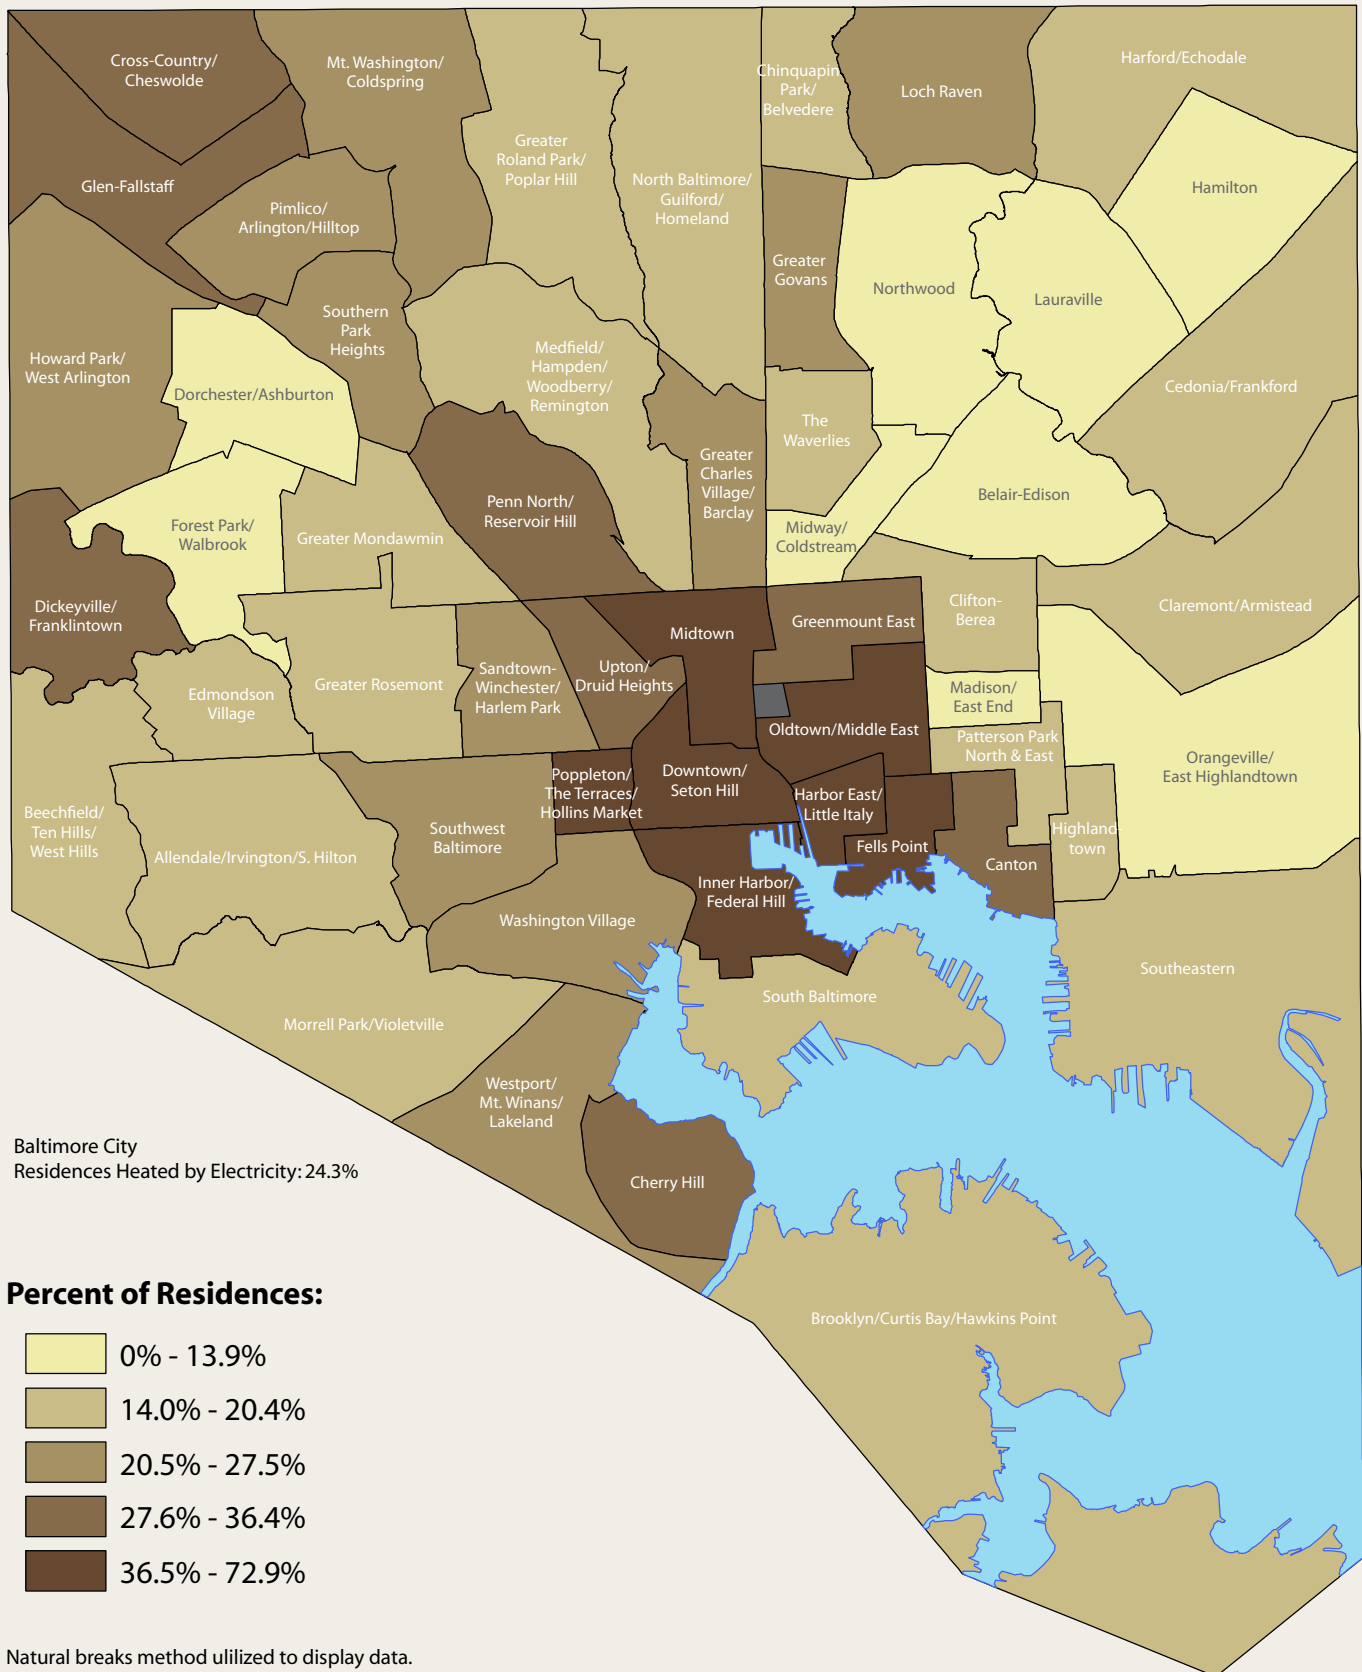 Cross-Country/
Cheswolde
Mt. Washington/
Coldspring
Greater
Roland Park/
Poplar Hill
North Baltimore/
Guilford/
Homeland
Chinquapin
Park/
Belvedere
Loch Raven
Harford/Echodale
Glen-Fallstaff
Pimlico/
Arlington/Hilltop
Hamilton
Greater
Govans
Northwood
Lauraville
Southern
Park
Heights
Howard Park/
West Arlington
Dorchester/Ashburton
Medfield/
Hampden/
Woodberry/
Remington
Cedonia/Frankford
The
Waverlies
Greater
Charles
Village/
Barclay
Belair-Edison
Penn North/
Reservoir Hill
Forest Park/
Walbrook
Greater Mondawmin
Midway/
Coldstream
Dickeyville/
Franklintown
Clifton-
Berea
Claremont/Armistead
Midtown
Greenmount East
Edmondson
Village
Greater Rosemont
Sandtown-
Winchester/
Harlem Park
Upton/
Druid Heights
Madison/
East End
Oldtown/Middle East
Patterson Park
North & East
Orangeville/
East Highlandtown
Poppleton/
The Terraces/
Hollins Market
Downtown/
Seton Hill
Harbor East/
Little Italy
Beechfield/
Ten Hills/
West Hills
Allendale/Irvington/S. Hilton
Southwest
Baltimore
Fells Point
Canton
Highland-
town
Inner Harbor/
Federal Hill
Washington Village
Southeastern
South Baltimore
Morrell Park/Violetville
Westport/
Mt. Winans/
Lakeland
Cherry Hill
Brooklyn/Curtis Bay/Hawkins Point
Baltimore City
Residences Heated by Electricity: 24.3%
Percent of Residences:
0% - 13.9%
14.0% - 20.4%
20.5% - 27.5%
27.6% - 36.4%
36.5% - 72.9%
Natural breaks method ulilized to display data.